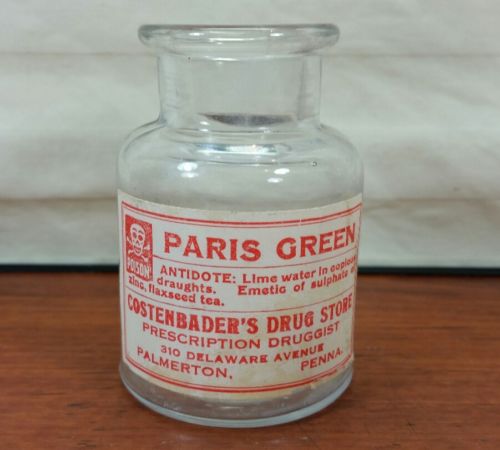 PARIS GREEN
POISON
ANTIDOTE: Lime water in copious
draughts. Emetic of sulphate of
zinc, flaxseed tea.
COSTENBADER'S DRUG STORE
PRESCRIPTION DRUGGIST
310 DELAWARE AVENUE
PALMERTON, PENNA.